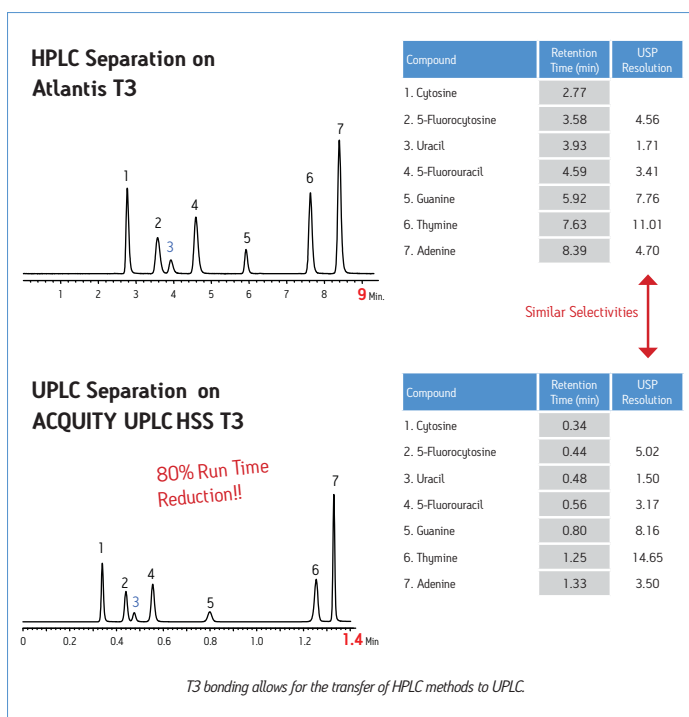 HPLC Separation on
Atlantis T3
1
2
3
4
5
6
7
1 2 3 4 5 6 7 8 9 Min.
Compound Retention Time (min) USP Resolution
1. Cytosine 2.77
2. 5-Fluorocytosine 3.58 4.56
3. Uracil 3.93 1.71
4. 5-Fluorouracil 4.59 3.41
5. Guanine 5.92 7.76
6. Thymine 7.63 11.01
7. Adenine 8.39 4.70
Similar Selectivities
UPLC Separation on
ACQUITY UPLC HSS T3
80% Run Time
Reduction!!
1
2
3
4
5
6
7
0 0.2 0.4 0.6 0.8 1.0 1.2 1.4 Min
Compound Retention Time (min) USP Resolution
1. Cytosine 0.34
2. 5-Fluorocytosine 0.44 5.02
3. Uracil 0.48 1.50
4. 5-Fluorouracil 0.56 3.17
5. Guanine 0.80 8.16
6. Thymine 1.25 14.65
7. Adenine 1.33 3.50
T3 bonding allows for the transfer of HPLC methods to UPLC.